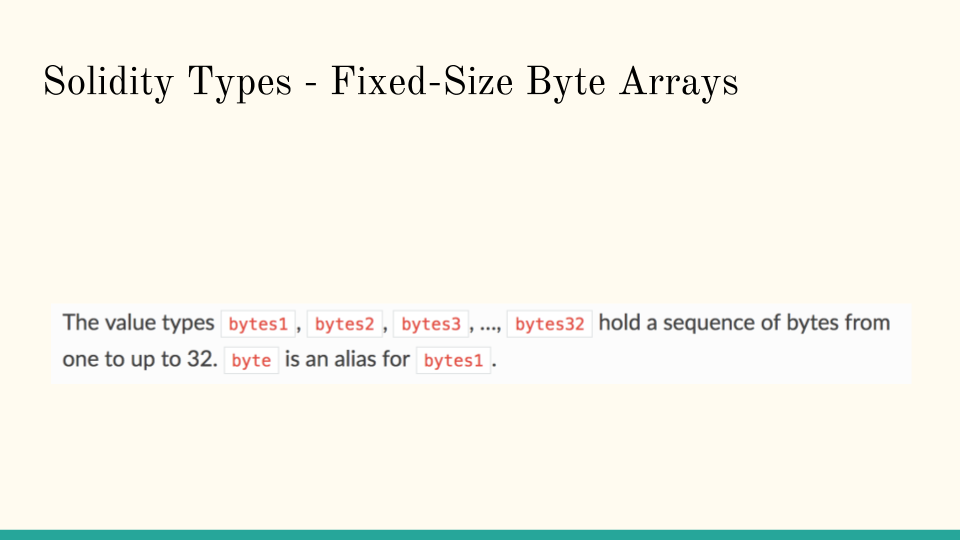 Solidity Types - Fixed-Size Byte Arrays
The value types bytes1, bytes2, bytes3, ..., bytes32 hold a sequence of bytes from
one to up to 32. byte is an alias for bytes1.